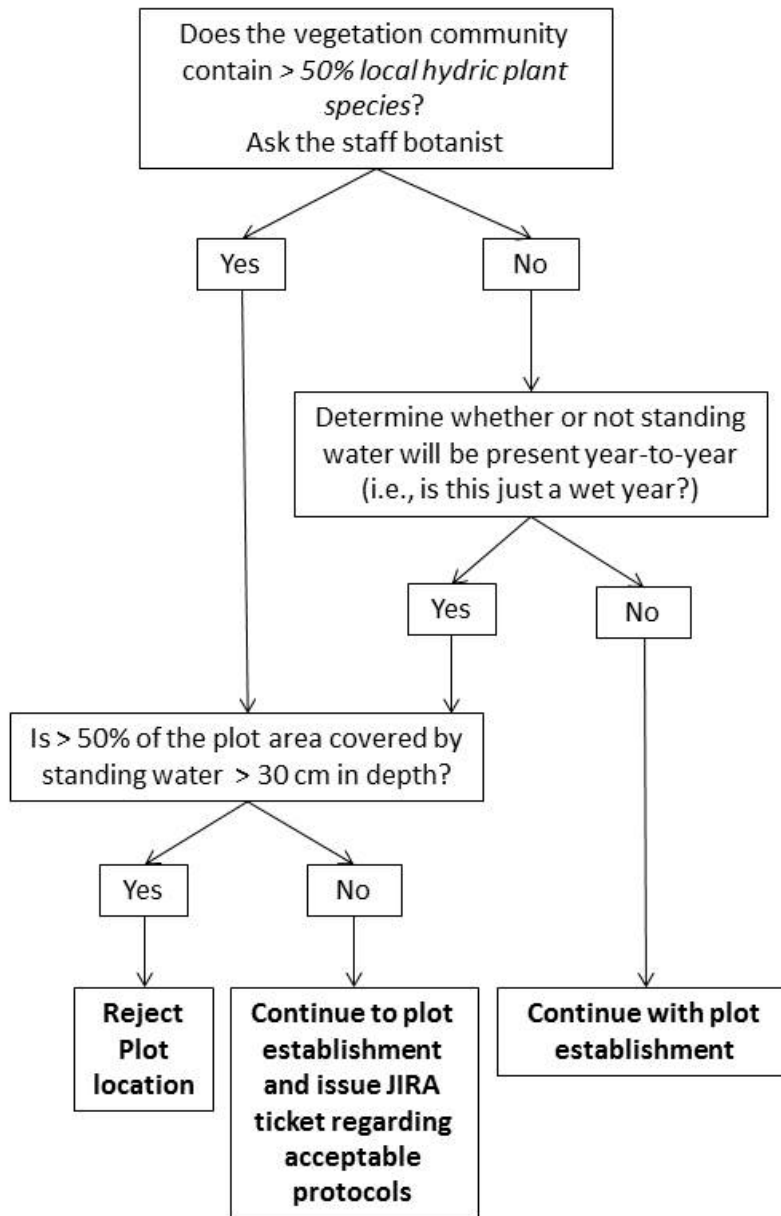 Does the vegetation community
contain > 50% local hydric plant
species?
Ask the staff botanist
Yes
No
Determine whether or not standing
water will be present year-to-year
(i.e., is this just a wet year?)
Yes
No
Is > 50% of the plot area covered by
standing water > 30 cm in depth?
Yes
No
Reject
Plot
location
Continue to plot
establishment
and issue JIRA
ticket regarding
acceptable
protocols
Continue with plot
establishment